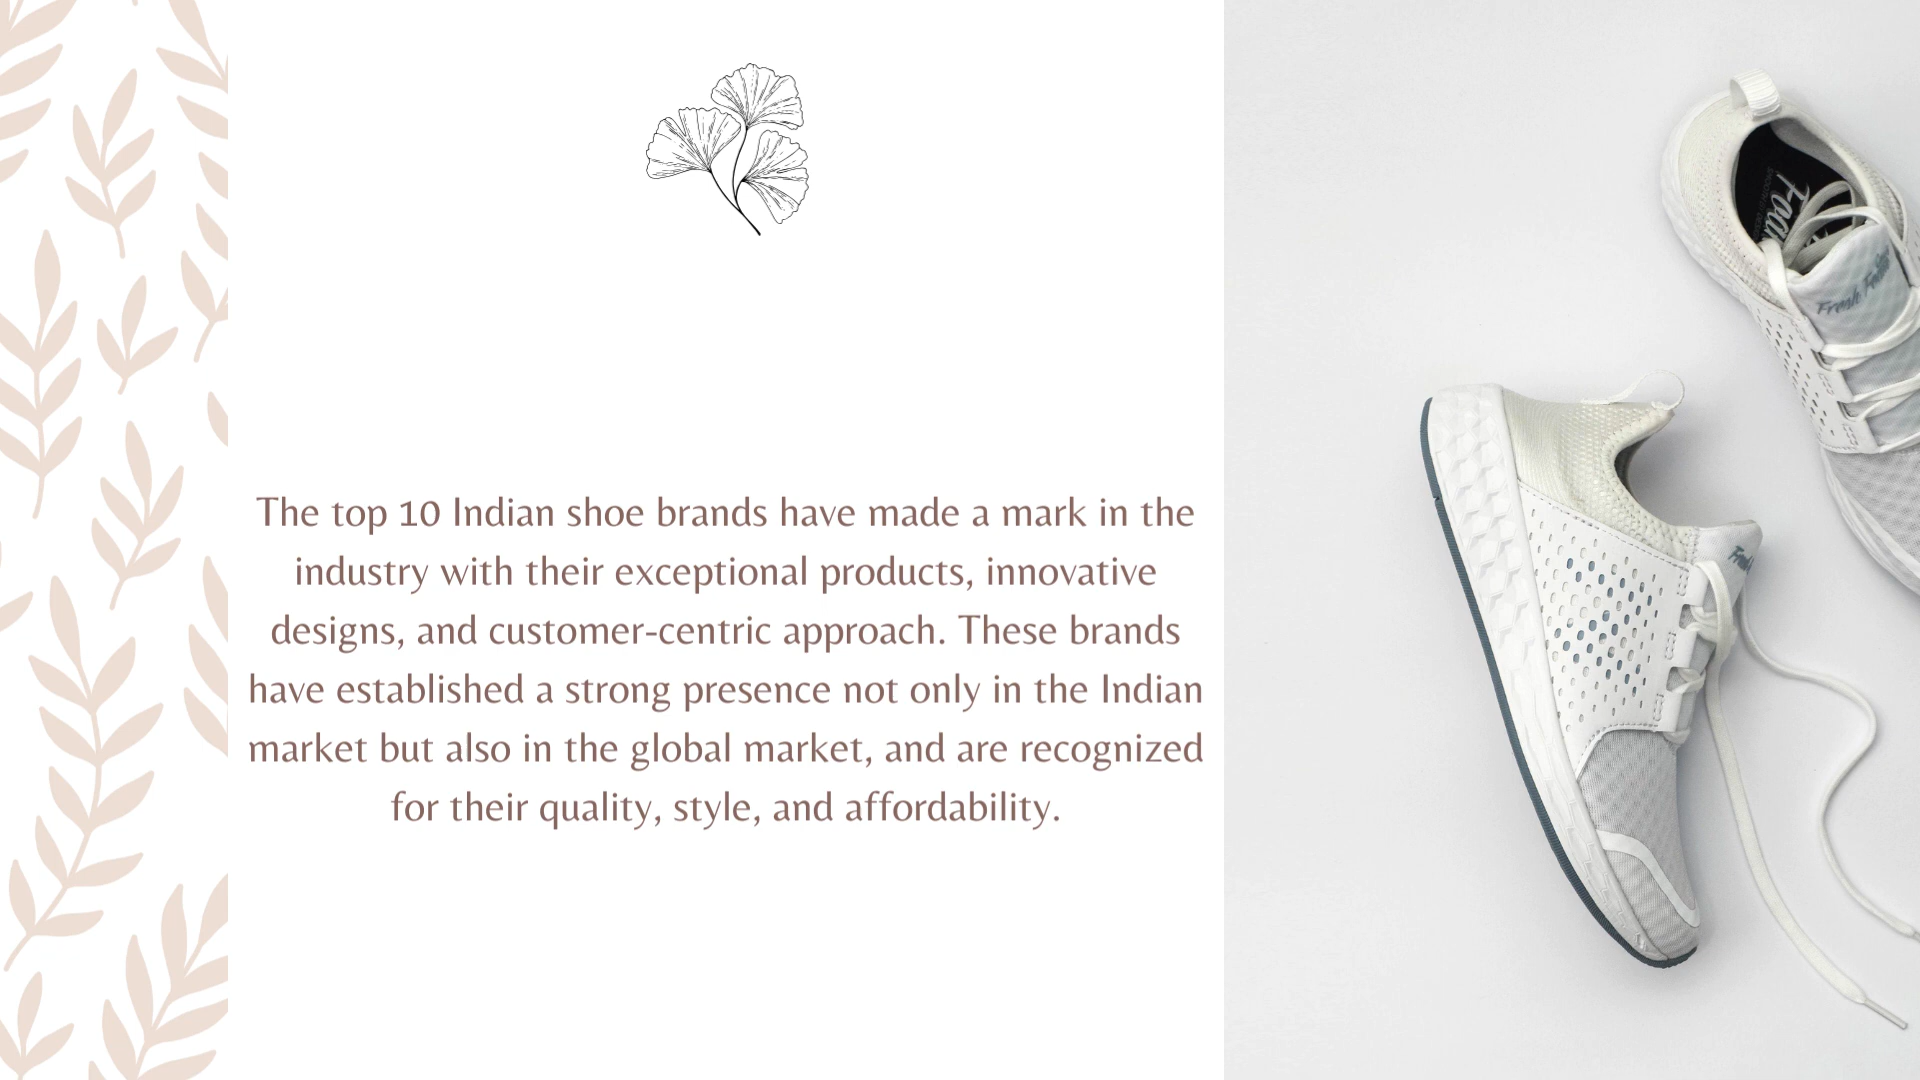 The top 10 Indian shoe brands have made a mark in the
industry with their exceptional products, innovative
designs, and customer-centric approach. These brands
have established a strong presence not only in the Indian
market but also in the global market, and are recognized
for their quality, style, and affordability.
Fresh Foam